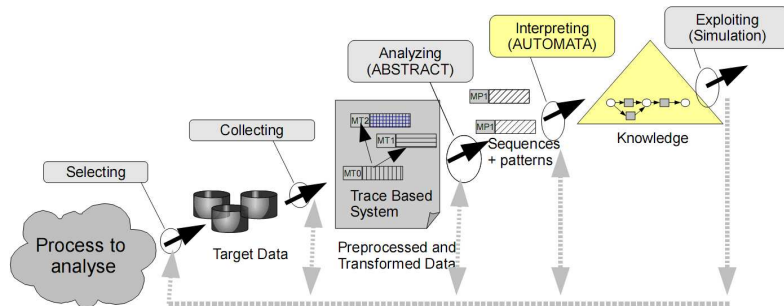 Exploiting
(Simulation)
Interpreting
(AUTOMATA)
Analyzing
(ABSTRACT)
Collecting
Selecting
MP1
MP1
Sequences
+ patterns
Knowledge
MT2
MT1
MT0
Trace Based
System
Process to
analyse
Target Data
Preprocessed and
Transformed Data